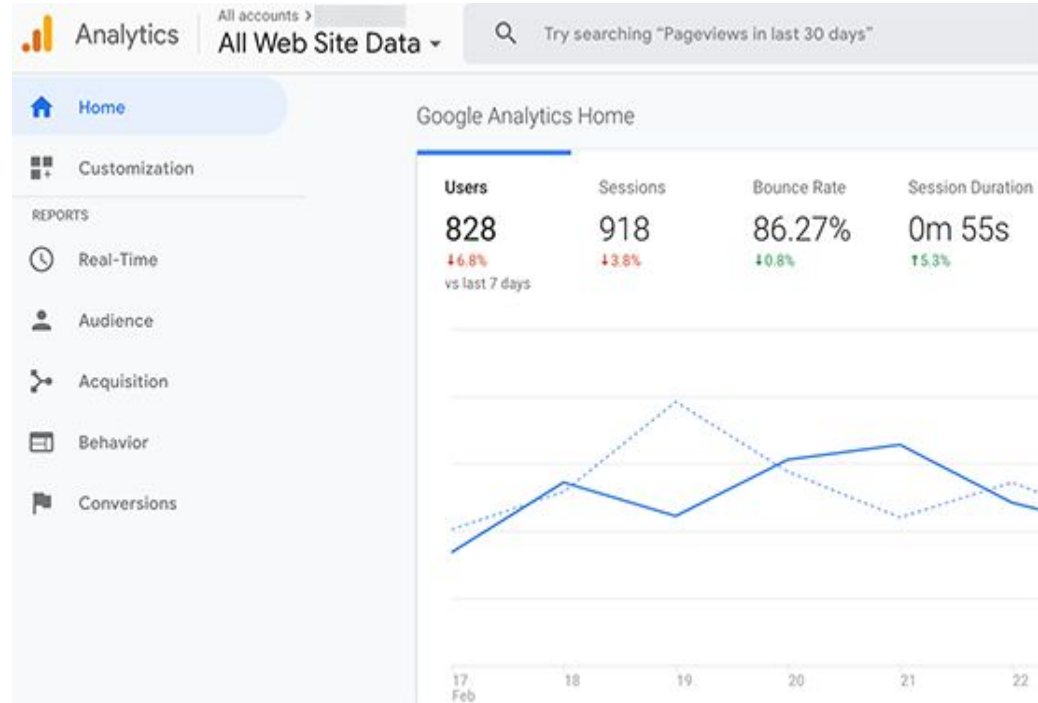 All accounts >
Analytics
All Web Site Data
Try searching "Pageviews in last 30 days"
Home
Customization
REPORTS
Real-Time
Audience
Acquisition
Behavior
Conversions
Google Analytics Home
Users Sessions Bounce Rate Session Duration
828 918 86.27% 0m 55s
↓6.8% ↓3.8% ↓0.8% ↑5.3%
vs last 7 days
17 18 19 20 21 22
Feb